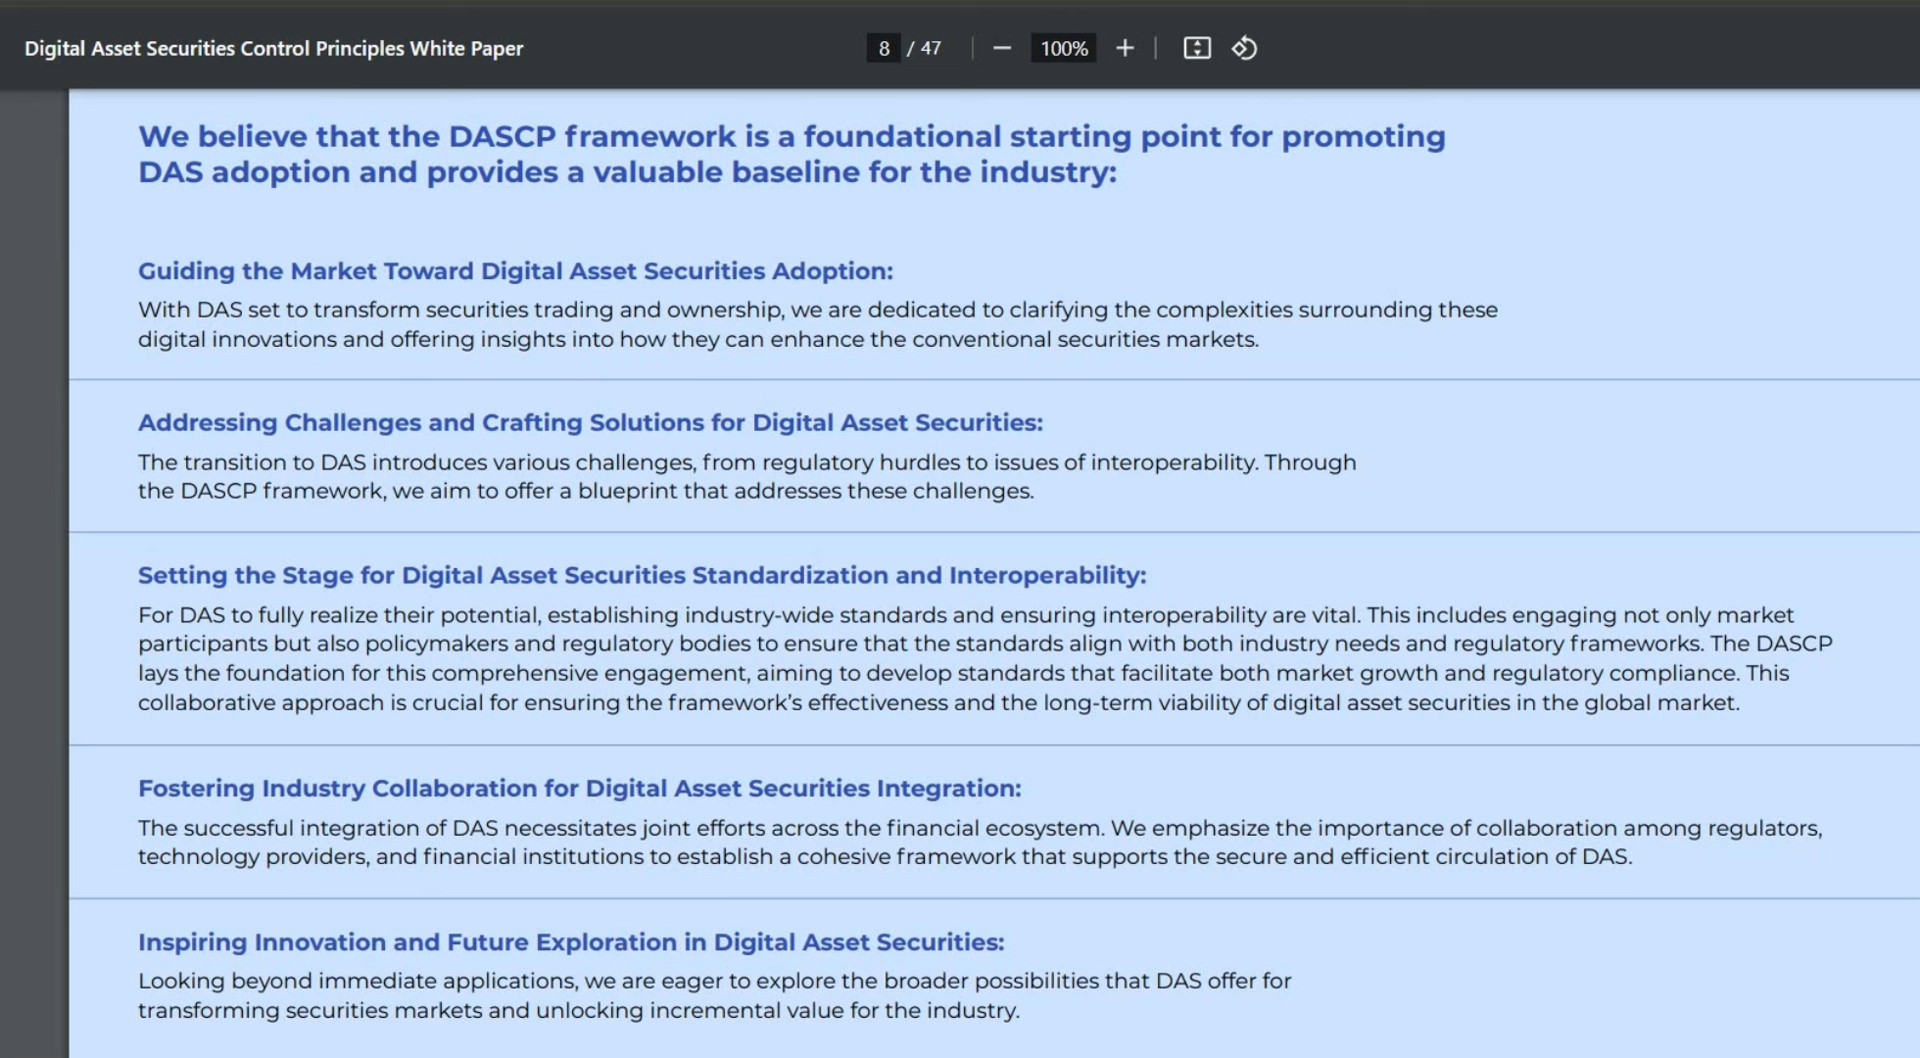 Digital Asset Securities Control Principles White Paper
8 / 47
100%
We believe that the DASCP framework is a foundational starting point for promoting
DAS adoption and provides a valuable baseline for the industry:
Guiding the Market Toward Digital Asset Securities Adoption:
With DAS set to transform securities trading and ownership, we are dedicated to clarifying the complexities surrounding these
digital innovations and offering insights into how they can enhance the conventional securities markets.
Addressing Challenges and Crafting Solutions for Digital Asset Securities:
The transition to DAS introduces various challenges, from regulatory hurdles to issues of interoperability. Through
the DASCP framework, we aim to offer a blueprint that addresses these challenges.
Setting the Stage for Digital Asset Securities Standardization and Interoperability:
For DAS to fully realize their potential, establishing industry-wide standards and ensuring interoperability are vital. This includes engaging not only market
participants but also policymakers and regulatory bodies to ensure that the standards align with both industry needs and regulatory frameworks. The DASCP
lays the foundation for this comprehensive engagement, aiming to develop standards that facilitate both market growth and regulatory compliance. This
collaborative approach is crucial for ensuring the framework's effectiveness and the long-term viability of digital asset securities in the global market.
Fostering Industry Collaboration for Digital Asset Securities Integration:
The successful integration of DAS necessitates joint efforts across the financial ecosystem. We emphasize the importance of collaboration among regulators,
technology providers, and financial institutions to establish a cohesive framework that supports the secure and efficient circulation of DAS.
Inspiring Innovation and Future Exploration in Digital Asset Securities:
Looking beyond immediate applications, we are eager to explore the broader possibilities that DAS offer for
transforming securities markets and unlocking incremental value for the industry.